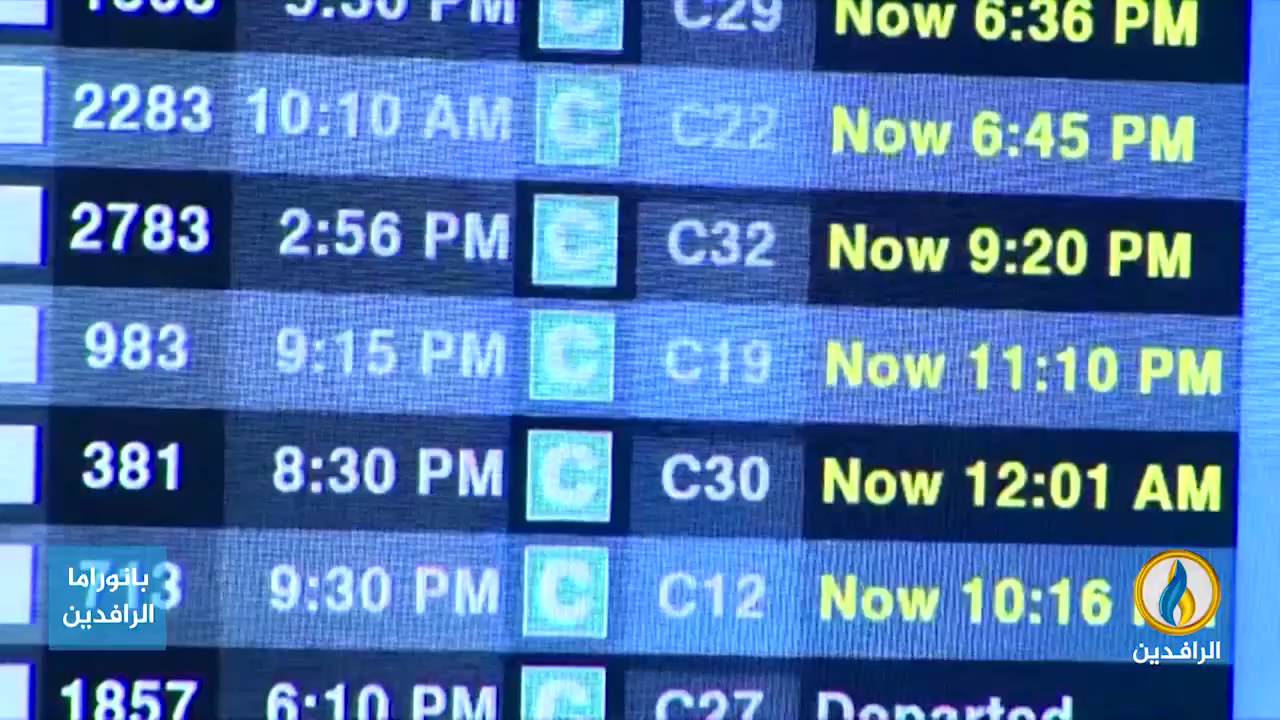 5:30 PM C C29 Now 6:36 PM
2283 10:10 AM C C22 Now 6:45 PM
2783 2:56 PM C C32 Now 9:20 PM
983 9:15 PM C C19 Now 11:10 PM
381 8:30 PM C C30 Now 12:01 AM
713 9:30 PM C C12 Now 10:16
1857 6:10 PM C C27 Departed
بانوراما
الرافدين
الرافدين